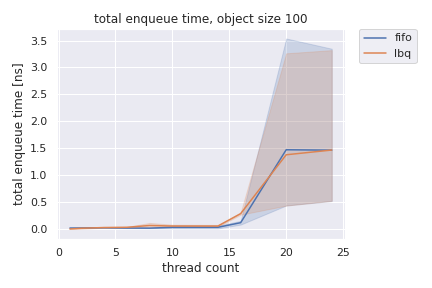 total enqueue time, object size 100
total enqueue time [ns]
3.5
3.0
2.5
2.0
1.5
1.0
0.5
0.0
0 5 10 15 20 25
thread count
fifo
lbq